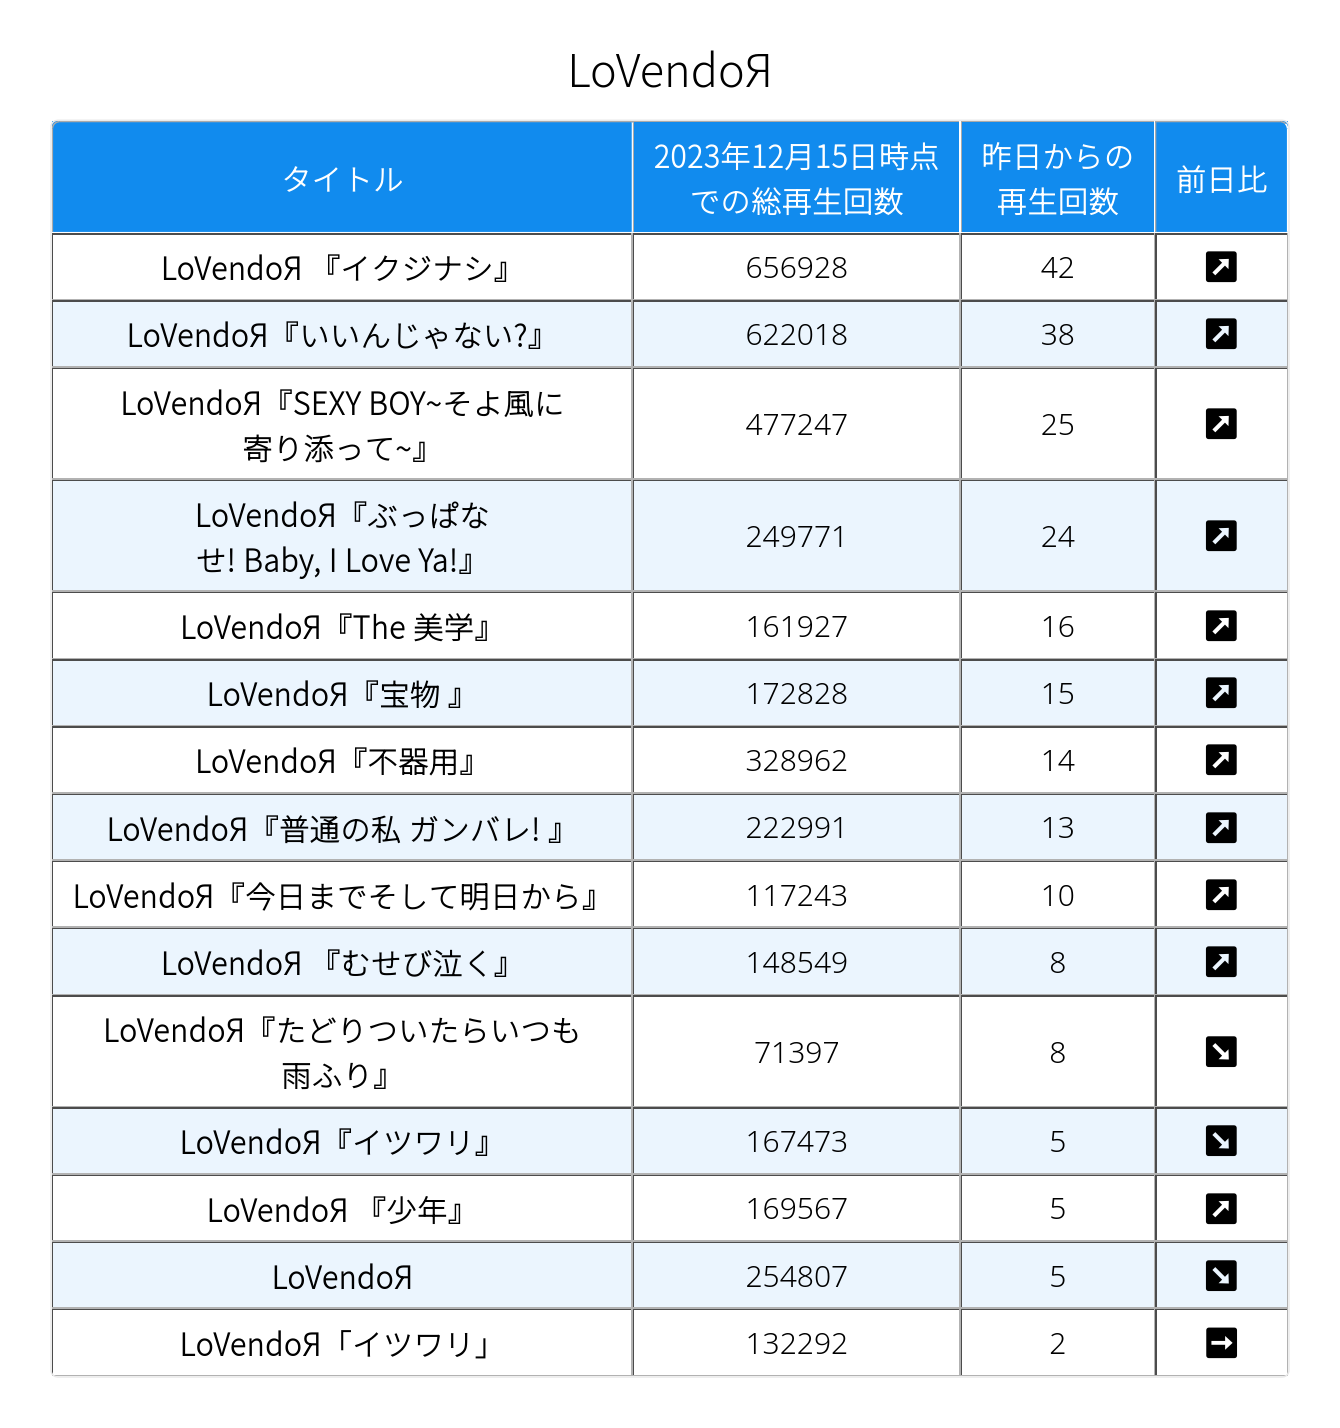 LoVendoЯ
タイトル
2023年12月15日時点
での総再生回数
昨日からの
再生回数
前日比
LoVendoЯ 『イクジナシ』 656928 42
LoVendoЯ『いいんじゃない?』 622018 38
LoVendoЯ『SEXY BOY~そよ風に
寄り添って~』 477247 25
LoVendoЯ『ぶっぱな
せ! Baby, I Love Ya!』 249771 24
LoVendoЯ『The 美学』 161927 16
LoVendoЯ『宝物 』 172828 15
LoVendoЯ『不器用』 328962 14
LoVendoЯ『普通の私 ガンバレ! 』 222991 13
LoVendoЯ『今日までそして明日から』 117243 10
LoVendoЯ 『むせび泣く』 148549 8
LoVendoЯ『たどりついたらいつも
雨ふり』 71397 8
LoVendoЯ『イツワリ』 167473 5
LoVendoЯ 『少年』 169567 5
LoVendoЯ 254807 5
LoVendoЯ「イツワリ」 132292 2